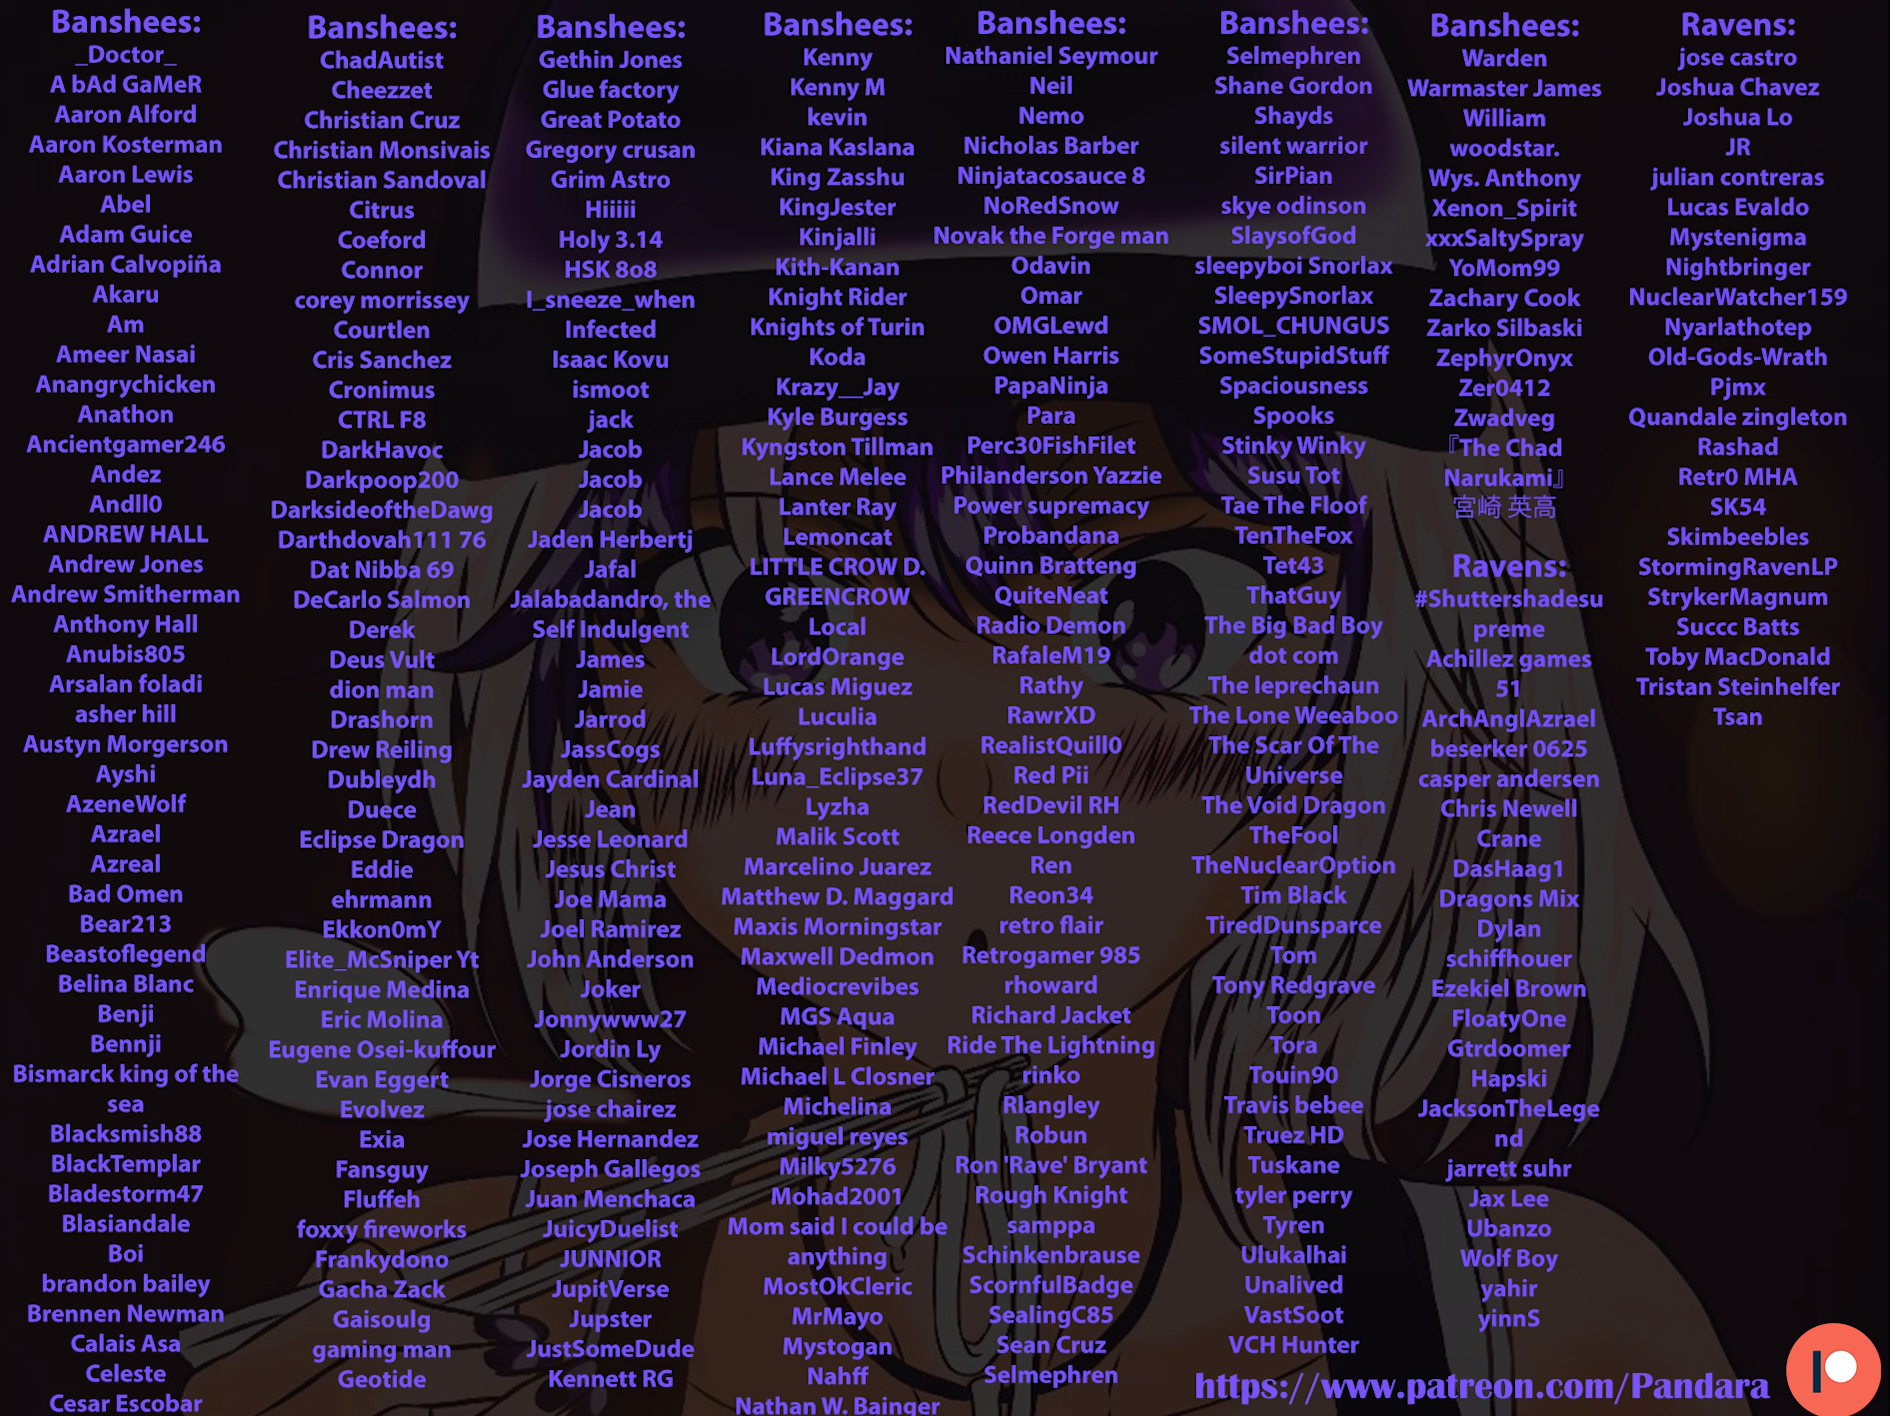 Banshees:
_Doctor_
A bAd GaMeR
Aaron Alford
Aaron Kosterman
Aaron Lewis
Abel
Adam Guice
Adrian Calvopiña
Akaru
Am
Ameer Nasai
Anangrychicken
Anathon
Ancientgamer246
Andez
Andll0
ANDREW HALL
Andrew Jones
Andrew Smitherman
Anthony Hall
Anubis805
Arsalan foladi
asher hill
Austyn Morgerson
Ayshi
AzeneWolf
Azrael
Azreal
Bad Omen
Bear213
Beastoflegend
Belina Blanc
Benji
Bennji
Bismarck king of the
sea
Blacksmish88
BlackTemplar
Bladestorm47
Blasiandale
Boi
brandon bailey
Brennen Newman
Calais Asa
Celeste
Cesar Escobar
Banshees:
ChadAutist
Cheezzet
Christian Cruz
Christian Monsivais
Christian Sandoval
Citrus
Coeford
Connor
corey morrissey
Courtlen
Cris Sanchez
Cronimus
CTRL F8
DarkHavoc
Darkpoop200
DarksideoftheDawg
Darthdovah111 76
Dat Nibba 69
DeCarlo Salmon
Derek
Deus Vult
dion man
Drashorn
Drew Reiling
Dubleydh
Duece
Eclipse Dragon
Eddie
ehrmann
Ekkon0mY
Elite_McSniper Yt
Enrique Medina
Eric Molina
Eugene Osei-kuffour
Evan Eggert
Evolvez
Exia
Fansguy
Fluffeh
foxxy fireworks
Frankydono
Gacha Zack
Gaisoulg
gaming man
Geotide
Banshees:
Gethin Jones
Glue factory
Great Potato
Gregory crusan
Grim Astro
Hiiiii
Holy 3.14
HSK 8o8
I_sneeze_when
Infected
Isaac Kovu
ismoot
jack
Jacob
Jacob
Jacob
Jaden Herbertj
Jafal
Jalabadandro, the
Self Indulgent
James
Jamie
Jarrod
JassCogs
Jayden Cardinal
Jean
Jesse Leonard
Jesus Christ
Joe Mama
Joel Ramirez
John Anderson
Joker
Jonnywww27
Jordin Ly
Jorge Cisneros
jose chairez
Jose Hernandez
Joseph Gallegos
Juan Menchaca
JuicyDuelist
JUNNIOR
JupitVerse
Jupster
JustSomeDude
Kennett RG
Banshees:
Kenny
Kenny M
kevin
Kiana Kaslana
King Zasshu
KingJester
Kinjalli
Kith-Kanan
Knight Rider
Knights of Turin
Koda
Krazy__Jay
Kyle Burgess
Kyngston Tillman
Lance Melee
Lanter Ray
Lemoncat
LITTLE CROW D.
GREENCROW
Local
LordOrange
Lucas Miguez
Luculia
Luffysrighthand
Luna_Eclipse37
Lyzha
Malik Scott
Marcelino Juarez
Matthew D. Maggard
Maxis Morningstar
Maxwell Dedmon
Mediocrevibes
MGS Aqua
Michael Finley
Michael L Closner
Michelina
miguel reyes
Milky5276
Mohad2001
Mom said I could be
anything
MostOkCleric
MrMayo
Mystogan
Nahff
Nathan W. Bainger
Banshees:
Nathaniel Seymour
Neil
Nemo
Nicholas Barber
Ninjatacosauce 8
NoRedSnow
Novak the Forge man
Odavin
Omar
OMGLewd
Owen Harris
PapaNinja
Para
Perc30FishFilet
Philanderson Yazzie
Power supremacy
Probandana
Quinn Bratteng
QuiteNeat
Radio Demon
RafaleM19
Rathy
RawrXD
RealistQuill0
Red Pii
RedDevil RH
Reece Longden
Ren
Reon34
retro flair
Retrogamer 985
rhoward
Richard Jacket
Ride The Lightning
rinko
Rlangley
Robun
Ron 'Rave' Bryant
Rough Knight
samppa
Schinkenbrause
ScornfulBadge
SealingC85
Sean Cruz
Selmephren
Banshees:
Selmephren
Shane Gordon
Shayds
silent warrior
SirPian
skye odinson
SlaysofGod
sleepyboi Snorlax
SleepySnorlax
SMOL_CHUNGUS
SomeStupidStuff
Spaciousness
Spooks
Stinky Winky
Susu Tot
Tae The Floof
TenTheFox
Tet43
ThatGuy
The Big Bad Boy
dot com
The leprechaun
The Lone Weeaboo
The Scar Of The
Universe
The Void Dragon
TheFool
TheNuclearOption
Tim Black
TiredDunsparce
Tom
Tony Redgrave
Toon
Tora
Touin90
Travis bebee
Truez HD
Tuskane
tyler perry
Tyren
Ulukalhai
Unalived
VastSoot
VCH Hunter
Banshees:
Warden
Warmaster James
William
woodstar.
Wys. Anthony
Xenon_Spirit
xxxSaltySpray
YoMom99
Zachary Cook
Zarko Silbaski
ZephyrOnyx
Zer0412
Zwadveg
『The Chad
Narukami』
宮崎 英高
Ravens:
#Shuttershadesu
preme
Achillez games
51
ArchAnglAzrael
beserker 0625
casper andersen
Chris Newell
Crane
DasHaag1
Dragons Mix
Dylan
schiffhouer
Ezekiel Brown
FloatyOne
Gtrdoomer
Hapski
JacksonTheLege
nd
jarrett suhr
Jax Lee
Ubanzo
Wolf Boy
yahir
yinnS
Ravens:
jose castro
Joshua Chavez
Joshua Lo
JR
julian contreras
Lucas Evaldo
Mystenigma
Nightbringer
NuclearWatcher159
Nyarlathotep
Old-Gods-Wrath
Pjmx
Quandale zingleton
Rashad
Retr0 MHA
SK54
Skimbeebles
StormingRavenLP
StrykerMagnum
Succc Batts
Toby MacDonald
Tristan Steinhelfer
Tsan
https://www.patreon.com/Pandara